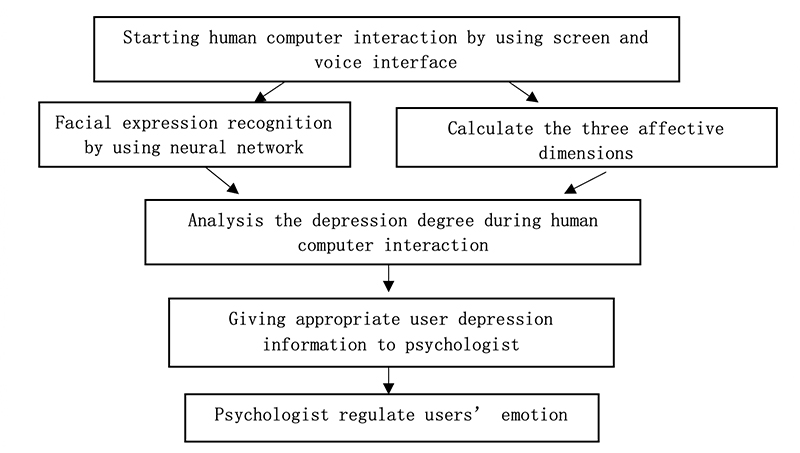 Starting human computer interaction by using screen and
voice interface
Facial expression recognition
by using neural network
Calculate the three affective
dimensions
Analysis the depression degree during human
computer interaction
Giving appropriate user depression
information to psychologist
Psychologist regulate users’ emotion